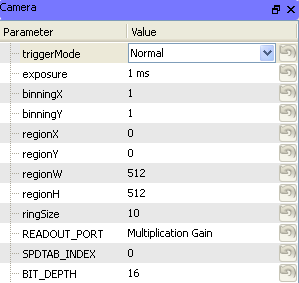 Camera
Parameter Value
triggerMode Normal
exposure 1 ms
binningX 1
binningY 1
regionX 0
regionY 0
regionW 512
regionH 512
ringSize 10
READOUT_PORT Multiplication Gain
SPDTAB_INDEX 0
BIT_DEPTH 16